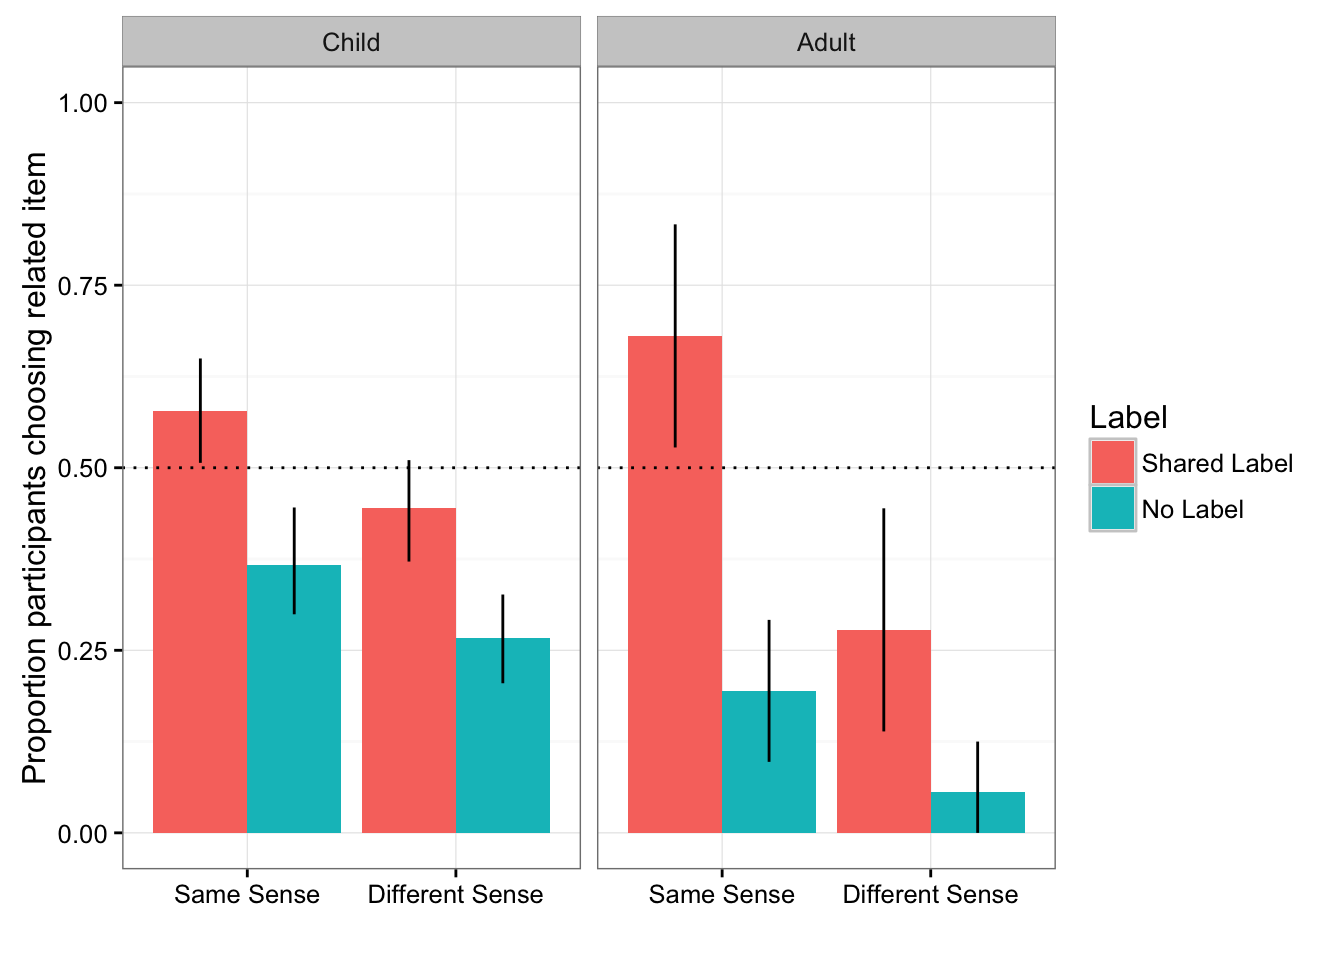 Child
Adult
Proportion participants choosing related item
1.00
0.75
0.50
0.25
0.00
Same Sense
Different Sense
Same Sense
Different Sense
Label
Shared Label
No Label